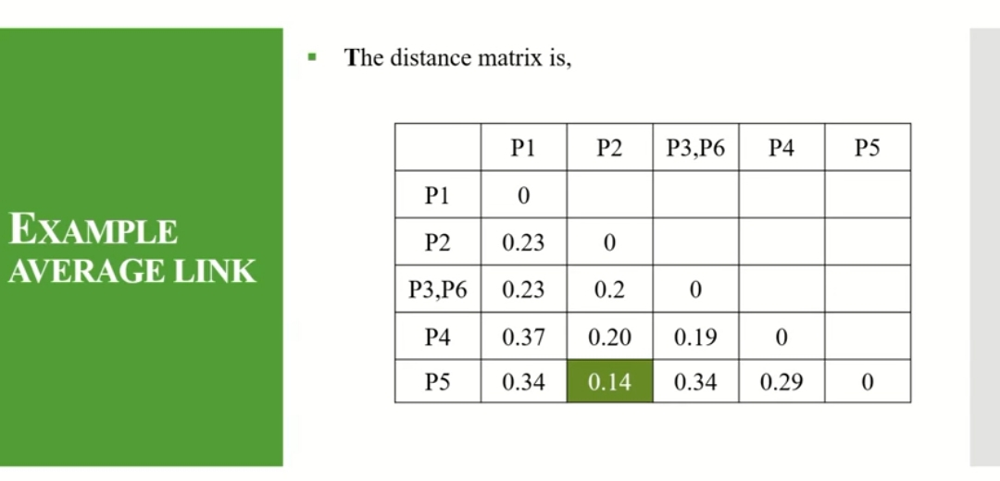 EXAMPLE
AVERAGE LINK
▪ The distance matrix is,
P1 P2 P3,P6 P4 P5
P1 0
P2 0.23 0
P3,P6 0.23 0.2 0
P4 0.37 0.20 0.19 0
P5 0.34 0.14 0.34 0.29 0